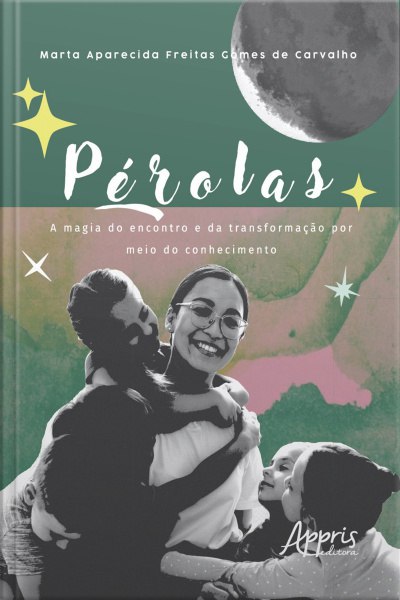 Marta Aparecida Freitas Gomes de Carvalho
Pérolas
A magia do encontro e da transformação por
meio do conhecimento
Appris
editora